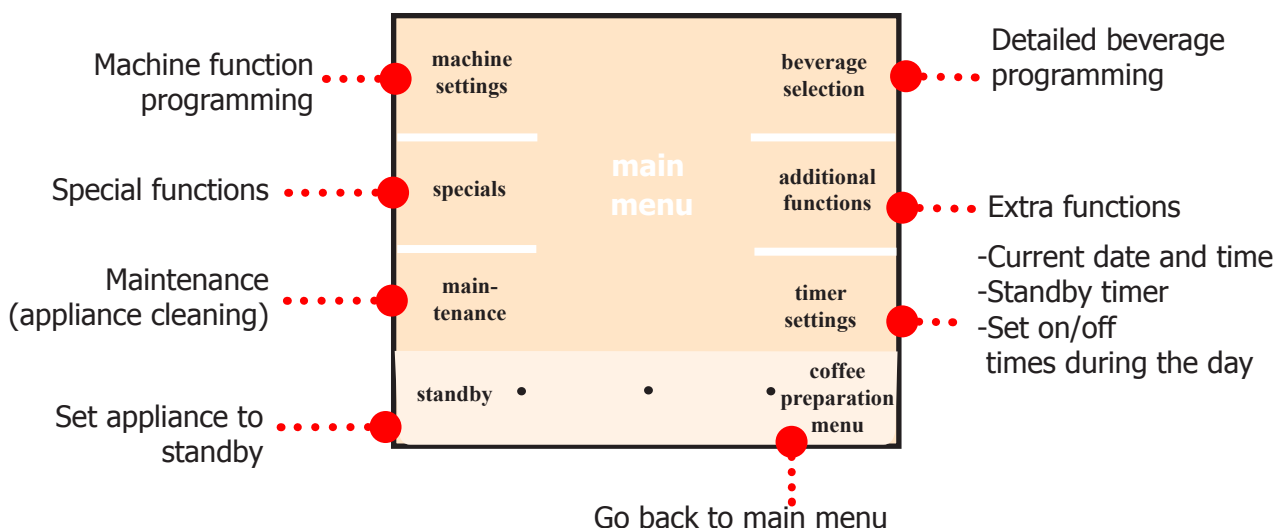 Machine function
programming
machine
settings
beverage
selection
Detailed beverage
programming
Special functions
specials
main
menu
additional
functions
Extra functions
Maintenance
(appliance cleaning)
main-
tenance
timer
settings
-Current date and time
-Standby timer
-Set on/off
times during the day
Set appliance to
standby
standby
coffee
preparation
menu
Go back to main menu